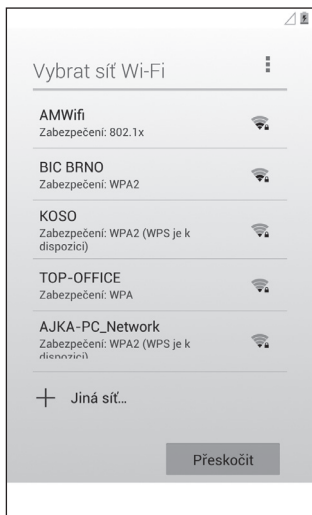 Vybrat síť Wi-Fi
AMWifi
Zabezpečení: 802.1x
BIC BRNO
Zabezpečení: WPA2
KOSO
Zabezpečení: WPA2 (WPS je k
dispozici)
TOP-OFFICE
Zabezpečení: WPA
AJKA-PC_Network
Zabezpečení: WPA2 (WPS je k
dispozici)
Jiná síť...
Přeskočit